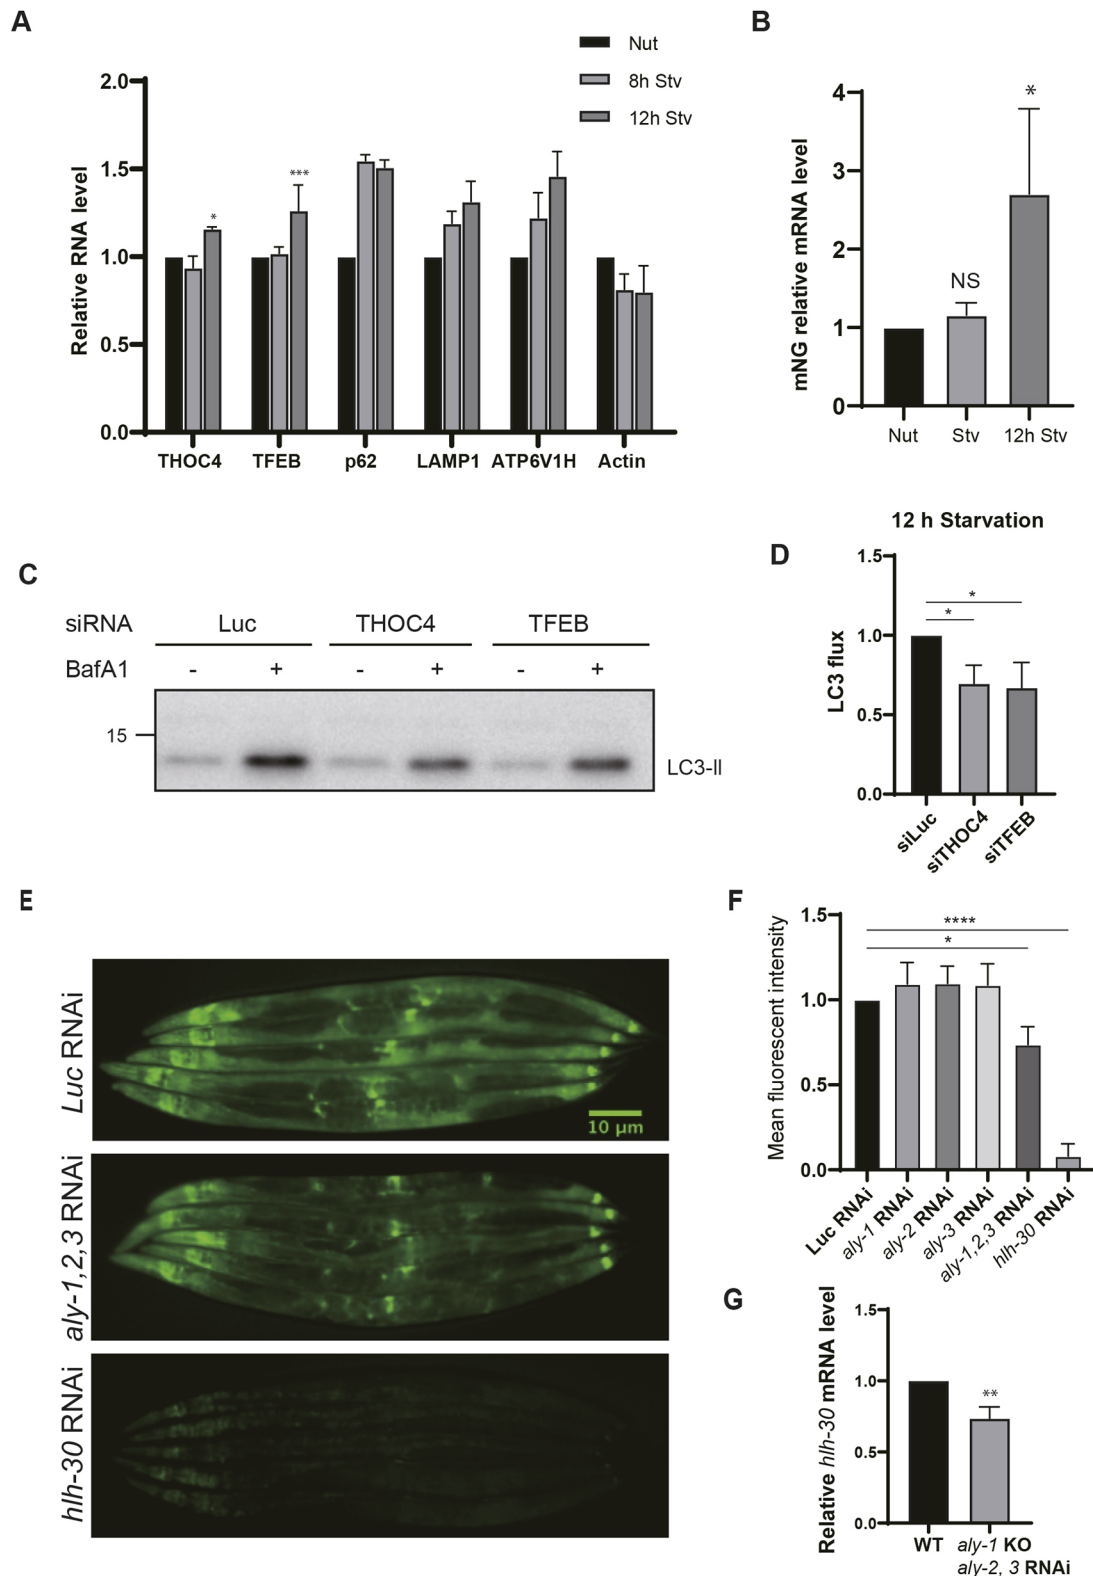 A
Nut
8h Stv
12h Stv
2.0
1.5
1.0
0.5
0.0
Relative RNA level
*
***
THOC4 TFEB p62 LAMP1 ATP6V1H Actin
B
4
3
2
1
0
mNG relative mRNA level
NS
*
Nut Stv 12h Stv
C
siRNA Luc THOC4 TFEB
BafA1 - + - + - +
15
LC3-II
12 h Starvation
D
1.5
1.0
0.5
0.0
LC3 flux
*
*
siLuc siTHOC4 siTFEB
E
Luc RNAi
10 µm
aly-1,2,3 RNAi
hlh-30 RNAi
F
1.5
1.0
0.5
0.0
Mean fluorescent intensity
****
*
Luc RNAi aly-1 RNAi aly-2 RNAi aly-3 RNAi aly-1,2,3 RNAi hlh-30 RNAi
G
1.5
1.0
0.5
0.0
Relative hlh-30 mRNA level
**
WT aly-1 KO
aly-2, 3 RNAi